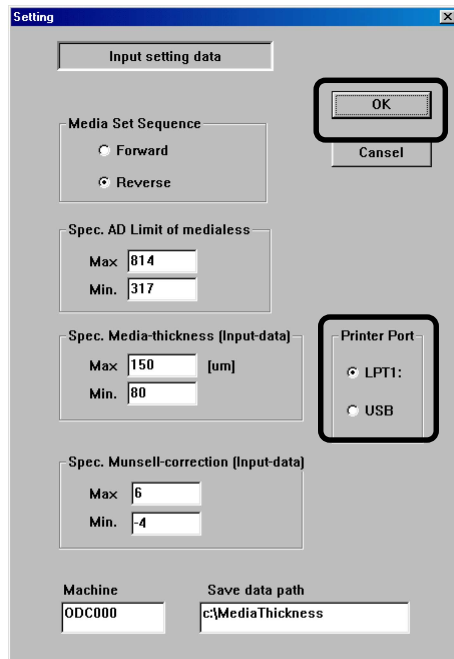 Setting
Input setting data
OK
Cansel
Media Set Sequence
Forward
Reverse
Spec. AD Limit of medialess
Max 814
Min. 317
Spec. Media-thickness (Input-data)
Max 150 [um]
Min. 80
Printer Port
LPT1:
USB
Spec. Munsell-correction (Input-data)
Max 6
Min. -4
Machine Save data path
ODC000 c:\MediaThickness